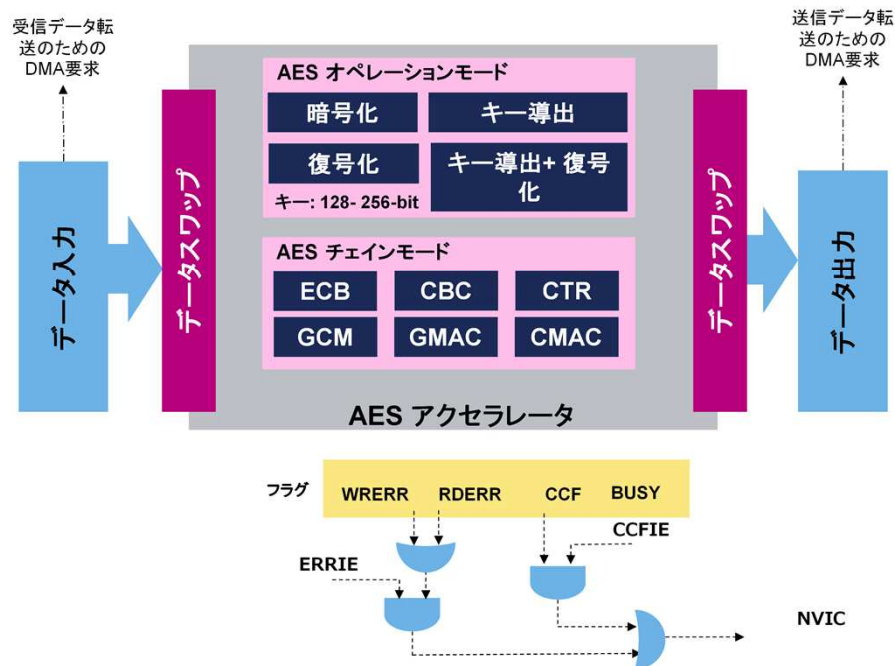 受信データ転
送のための
DMA要求
送信データ転
送のための
DMA要求
AES オペレーションモード
暗号化
キー導出
復号化
キー導出+ 復号
化
キー: 128- 256-bit
データ入力
データスワップ
データスワップ
データ出力
AES チェインモード
ECB
CBC
CTR
GCM
GMAC
CMAC
AES アクセラレータ
フラグ
WRERR
RDERR
CCF
BUSY
CCFIE
ERRIE
NVIC